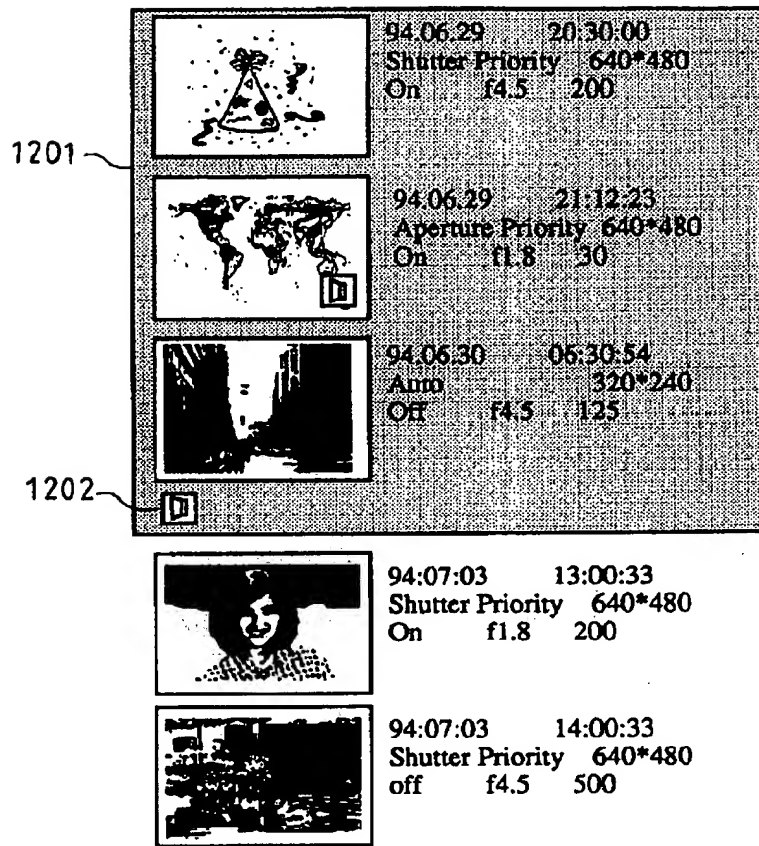 94.06.29 20:30:00
Shutter Priority 640*480
On f4.5 200
1201
94.06.29 21:12:23
Aperture Priority 640*480
On f1.8 30
94.06.30 06:30:54
Auto 320*240
Off f4.5 125
1202
94:07:03 13:00:33
Shutter Priority 640*480
On f1.8 200
94:07:03 14:00:33
Shutter Priority 640*480
off f4.5 500